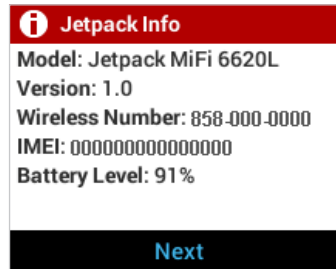 Jetpack Info
Model: Jetpack MiFi 6620L
Version: 1.0
Wireless Number: 858-000-0000
IMEI: 000000000000000
Battery Level: 91%
Next